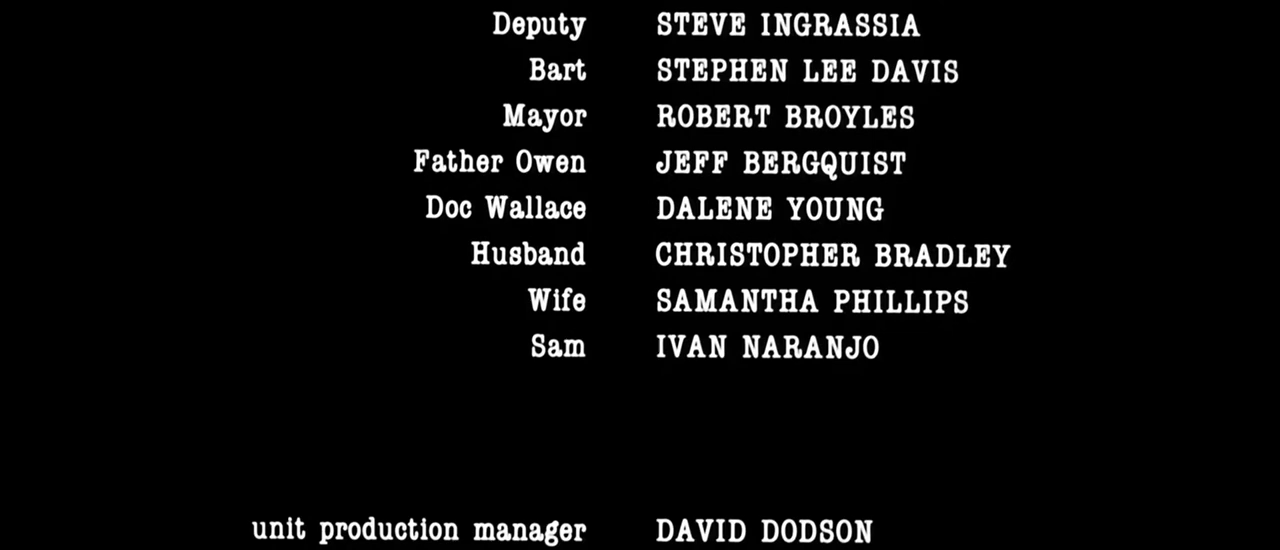 Deputy STEVE INGRASSIA
Bart STEPHEN LEE DAVIS
Mayor ROBERT BROYLES
Father Owen JEFF BERGQUIST
Doc Wallace DALENE YOUNG
Husband CHRISTOPHER BRADLEY
Wife SAMANTHA PHILLIPS
Sam IVAN NARANJO
unit production manager DAVID DODSON